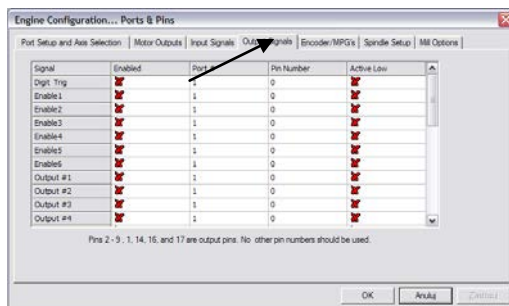 Engine Configuration... Ports & Pins
Port Setup and Axis Selection Motor Outputs Input Signals Output Signals Encoder/MPG's Spindle Setup Mill Options
Signal Enabled Port # Pin Number Active Low
Digit Trig 1 0
Enable1 1 0
Enable2 1 0
Enable3 1 0
Enable4 1 0
Enable5 1 0
Enable6 1 0
Output #1 1 0
Output #2 1 0
Output #3 1 0
Output #4 1 0
Pins 2 - 9 , 1, 14, 16, and 17 are output pins. No other pin numbers should be used.
OK Anuluj